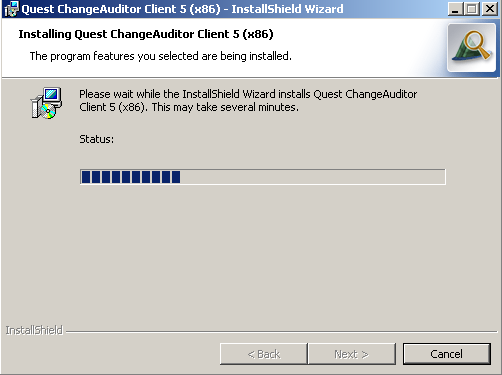 Quest ChangeAuditor Client 5 (x86) - InstallShield Wizard
Installing Quest ChangeAuditor Client 5 (x86)
The program features you selected are being installed.
Please wait while the InstallShield Wizard installs Quest ChangeAuditor
Client 5 (x86). This may take several minutes.
Status:
InstallShield
< Back Next > Cancel